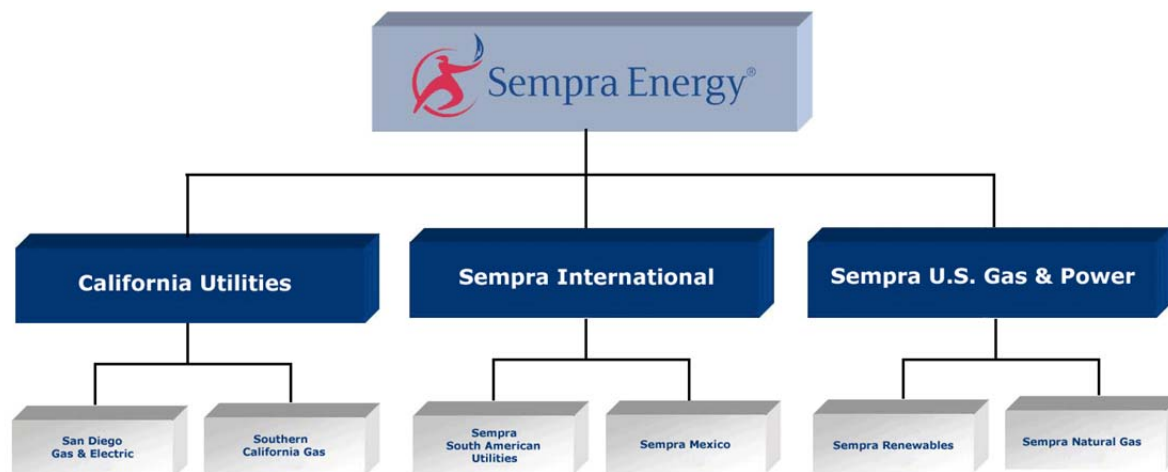 Sempra Energy®
California Utilities
Sempra International
Sempra U.S. Gas & Power
San Diego
Gas & Electric
Southern
California Gas
Sempra
South American
Utilities
Sempra Mexico
Sempra Renewables
Sempra Natural Gas